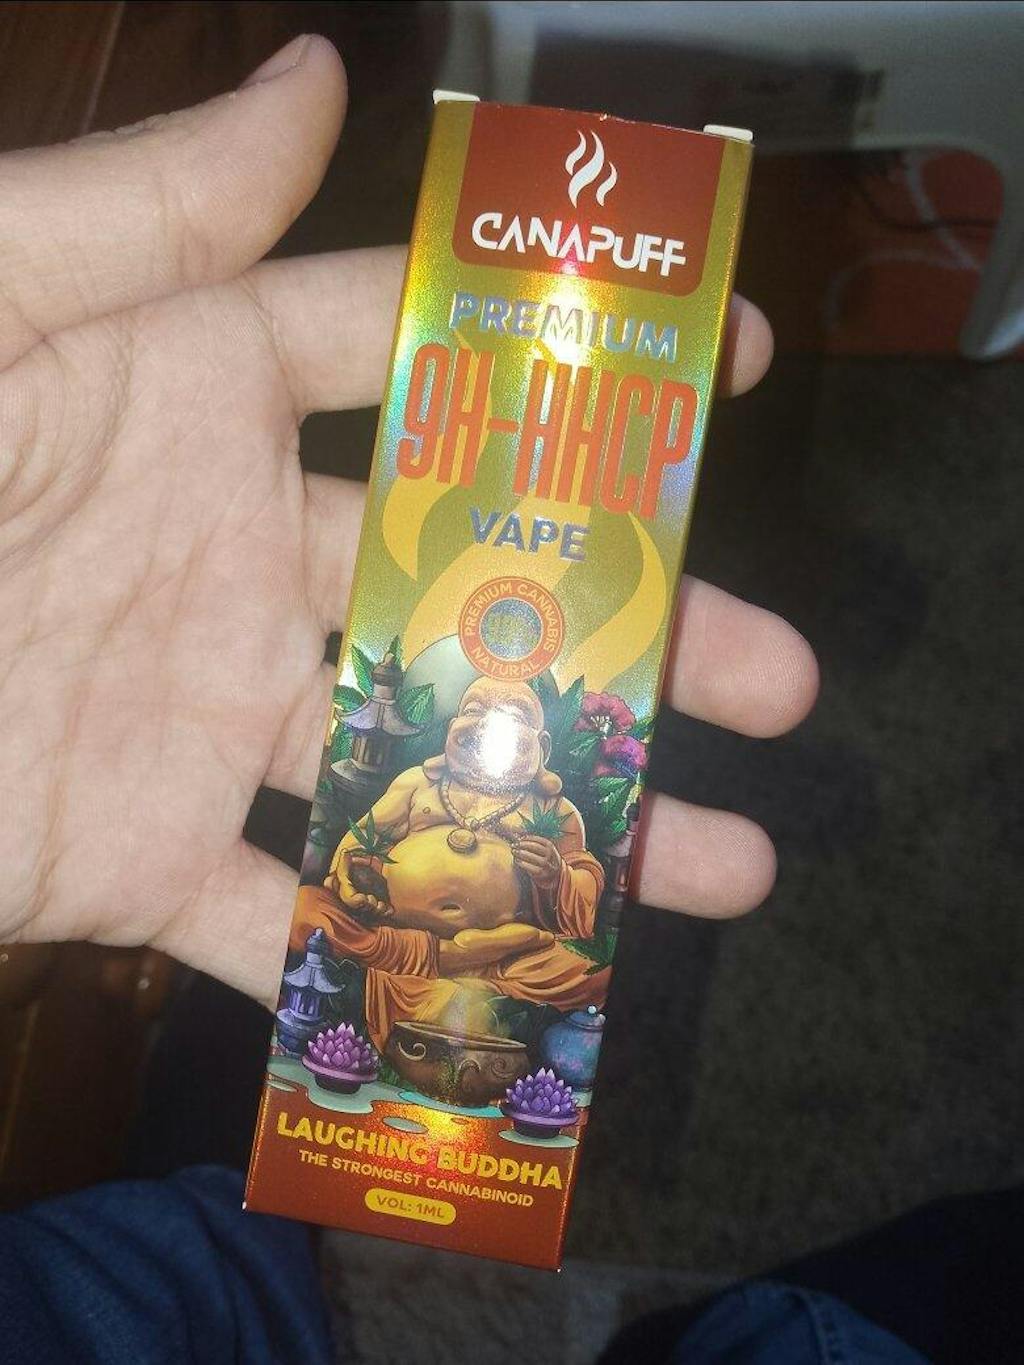 CANAPUFF
PREMIUM
9H-HHCP
VAPE
PREMIUM CANNABIS
NATURAL
LAUGHING BUDDHA
THE STRONGEST CANNABINOID
VOL: 1ML